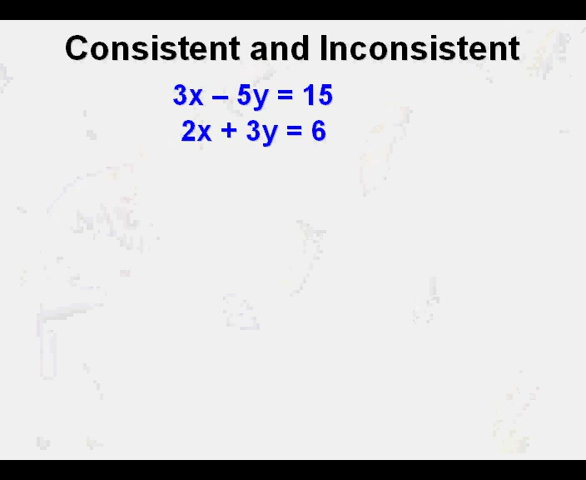 Consistent and Inconsistent
3x – 5y = 15
2x + 3y = 6